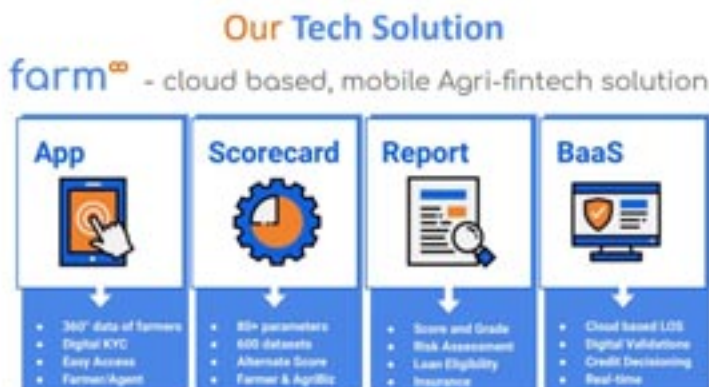 Our Tech Solution
farm∞ - cloud based, mobile Agri-fintech solution
App
Scorecard
Report
BaaS
• 360° data of farmers
• Digital KYC
• Easy Access
• Farmer/Agent
• 80+ parameters
• 600 datasets
• Alternate Score
• Farmer & AgriBiz
• Score and Grade
• Risk Assessment
• Loan Eligibility
• Insurance
• Cloud based LOS
• Digital Validations
• Credit Decisioning
• Real-time